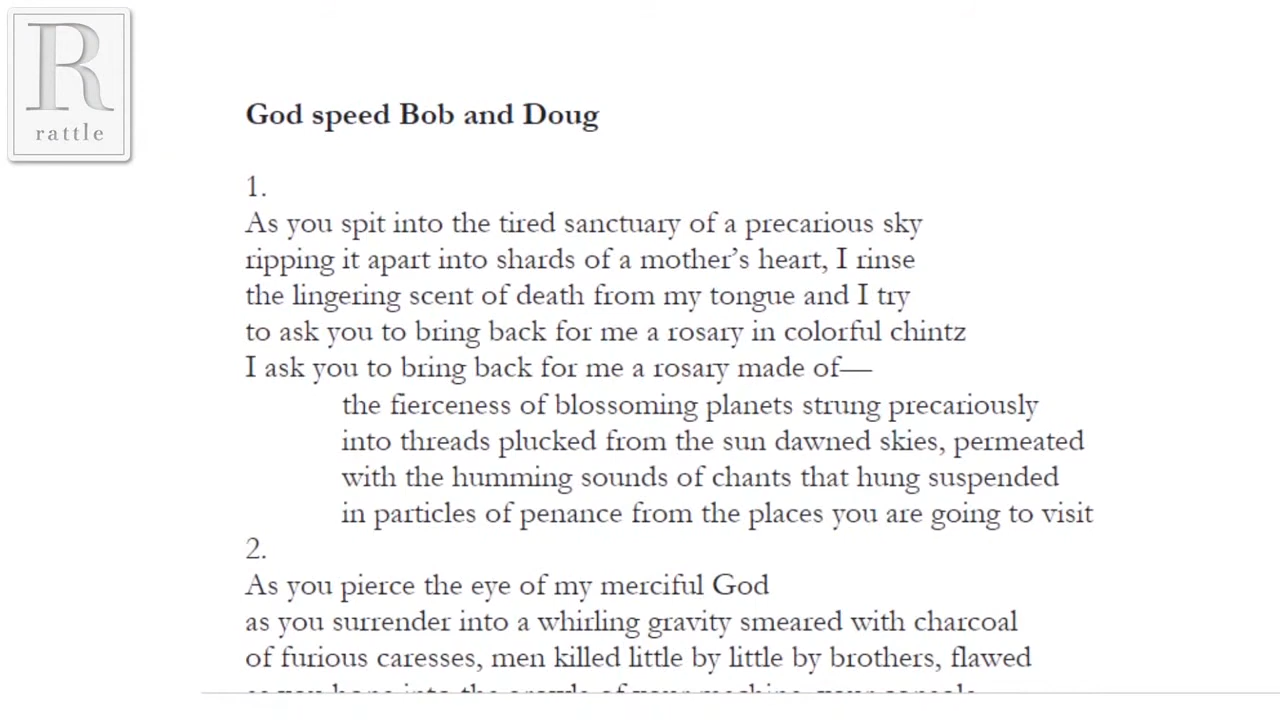 R
rattle
God speed Bob and Doug
1.
As you spit into the tired sanctuary of a precarious sky
ripping it apart into shards of a mother’s heart, I rinse
the lingering scent of death from my tongue and I try
to ask you to bring back for me a rosary in colorful chintz
I ask you to bring back for me a rosary made of—
the fierceness of blossoming planets strung precariously
into threads plucked from the sun dawned skies, permeated
with the humming sounds of chants that hung suspended
in particles of penance from the places you are going to visit
2.
As you pierce the eye of my merciful God
as you surrender into a whirling gravity smeared with charcoal
of furious caresses, men killed little by little by brothers, flawed